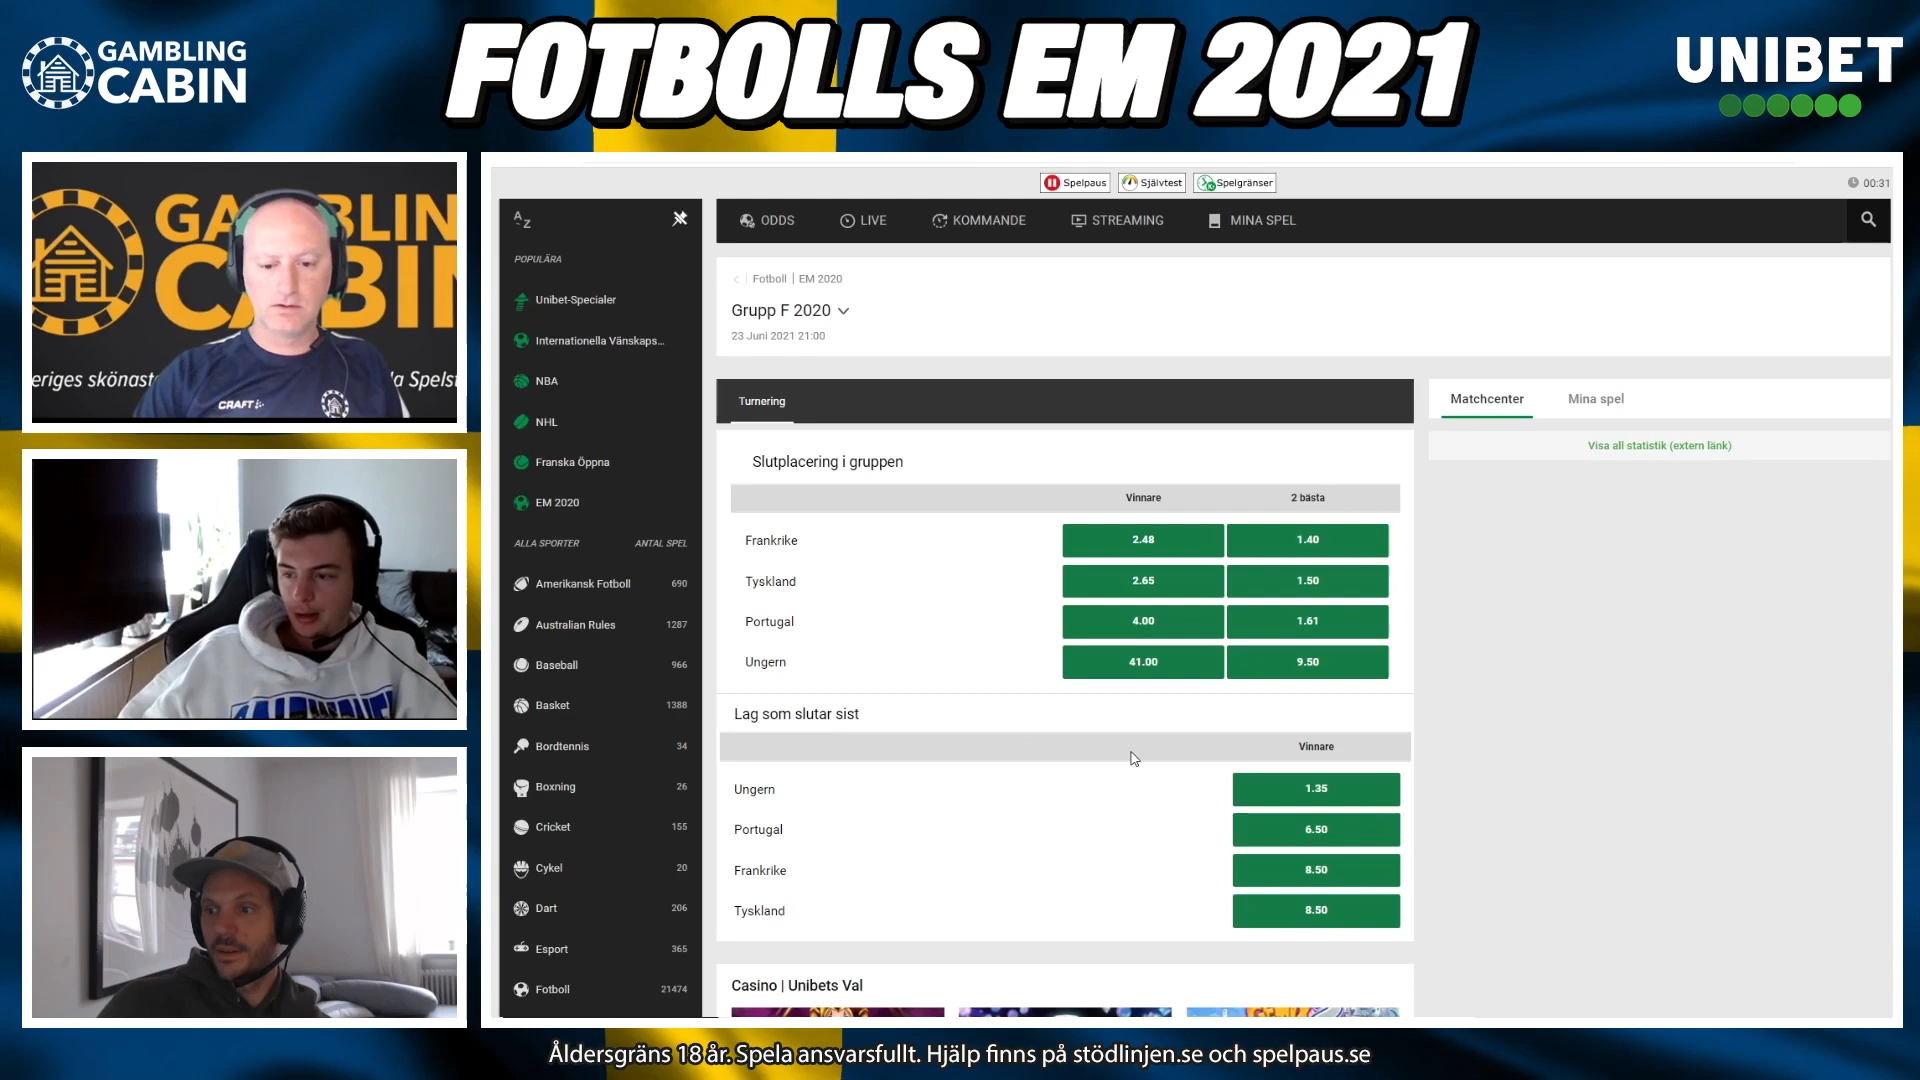 GAMBLING
CABIN
FOTBOLLS EM 2021
UNIBET
GAMBLIN
CABIN
eriges skönast
la Spelst
CRAFT
Spelpaus
Självtest
Spelgränser
00:31
A
Z
ODDS
LIVE
KOMMANDE
STREAMING
MINA SPEL
POPULÄRA
Unibet-Specialer
Internationella Vänskaps...
NBA
NHL
Franska Öppna
EM 2020
ALLA SPORTER ANTAL SPEL
Amerikansk Fotboll 690
Australian Rules 1287
Baseball 966
Basket 1388
Bordtennis 34
Boxning 26
Cricket 155
Cykel 20
Dart 206
Esport 365
Fotboll 21474
Fotboll | EM 2020
Grupp F 2020
23 Juni 2021 21:00
Turnering
Slutplacering i gruppen
Vinnare 2 bästa
Frankrike 2.48 1.40
Tyskland 2.65 1.50
Portugal 4.00 1.61
Ungern 41.00 9.50
Lag som slutar sist
Vinnare
Ungern 1.35
Portugal 6.50
Frankrike 8.50
Tyskland 8.50
Casino | Unibets Val
Matchcenter Mina spel
Visa all statistik (extern länk)
Åldersgräns 18 år. Spela ansvarsfullt. Hjälp finns på stödlinjen.se och spelpaus.se